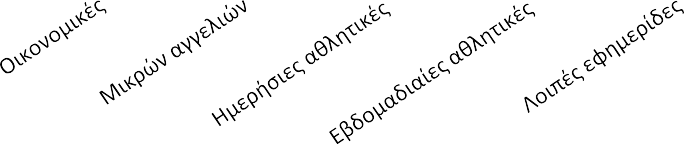 Οικονομικές
Μικρών αγγελιών
Ημερήσιες αθλητικές
Εβδομαδιαίες αθλητικές
Λοιπές εφημερίδες